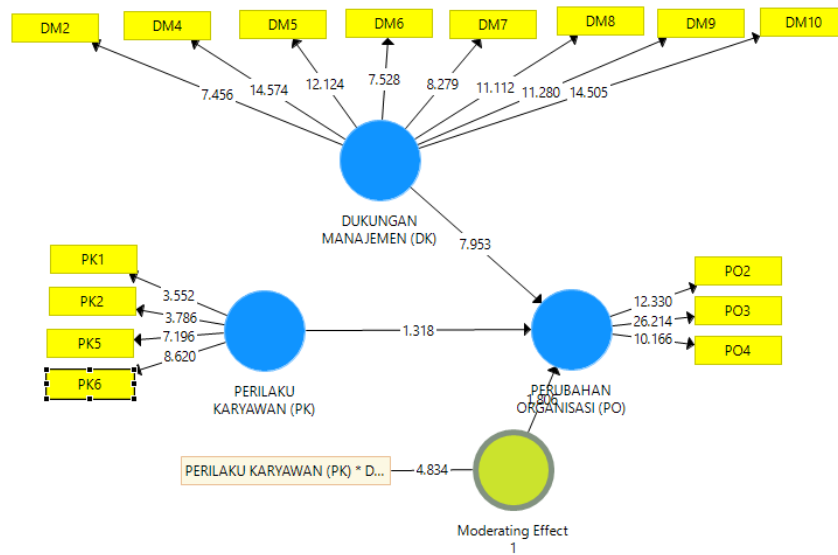 DM2
DM4
DM5
DM6
DM7
DM8
DM9
DM10
7.456
14.574
12.124
7.528
8.279
11.112
11.280
14.505
DUKUNGAN
MANAJEMEN (DK)
7.953
PK1
PK2
PK5
PK6
3.552
3.786
7.196
8.620
PERILAKU
KARYAWAN (PK)
1.318
PO2
PO3
PO4
12.330
26.214
10.166
PERUBAHAN
ORGANISASI (PO)
1.806
PERILAKU KARYAWAN (PK) * D...
4.834
Moderating Effect
1